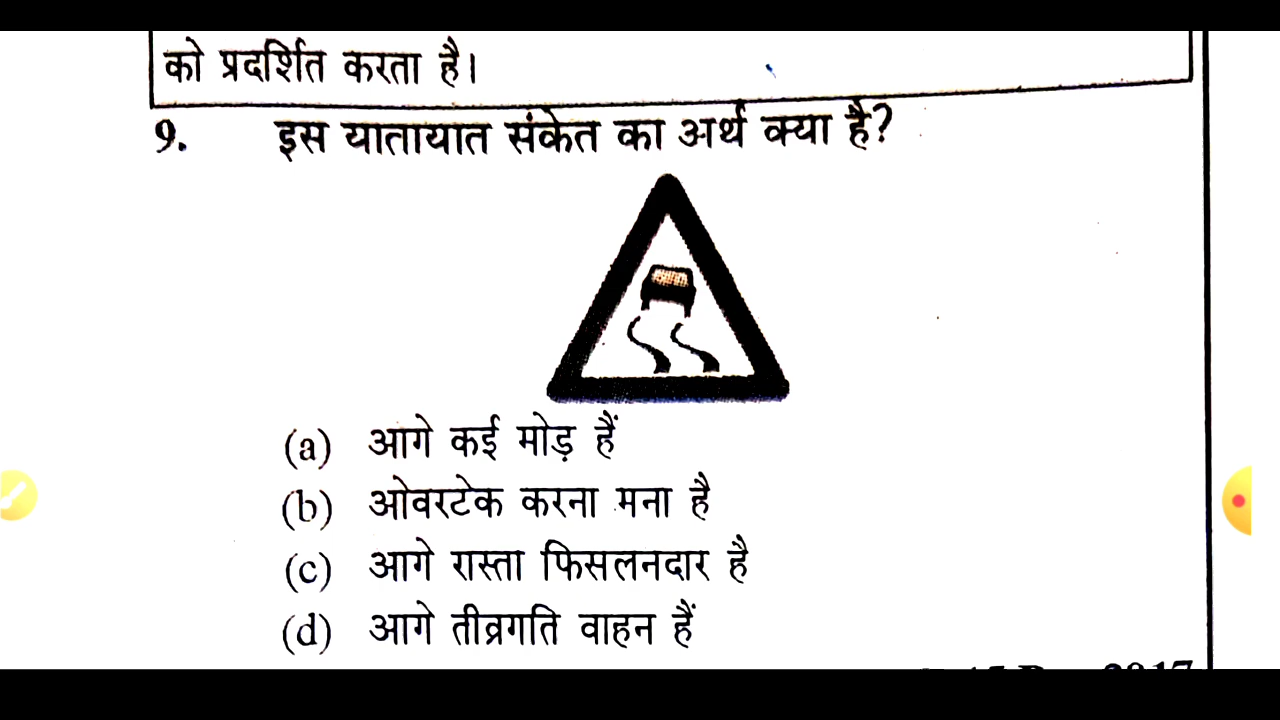 को प्रदर्शित करता है।
9. इस यातायात संकेत का अर्थ क्या है?
(a) आगे कई मोड़ हैं
(b) ओवरटेक करना मना है
(c) आगे रास्ता फिसलनदार है
(d) आगे तीव्रगति वाहन हैं